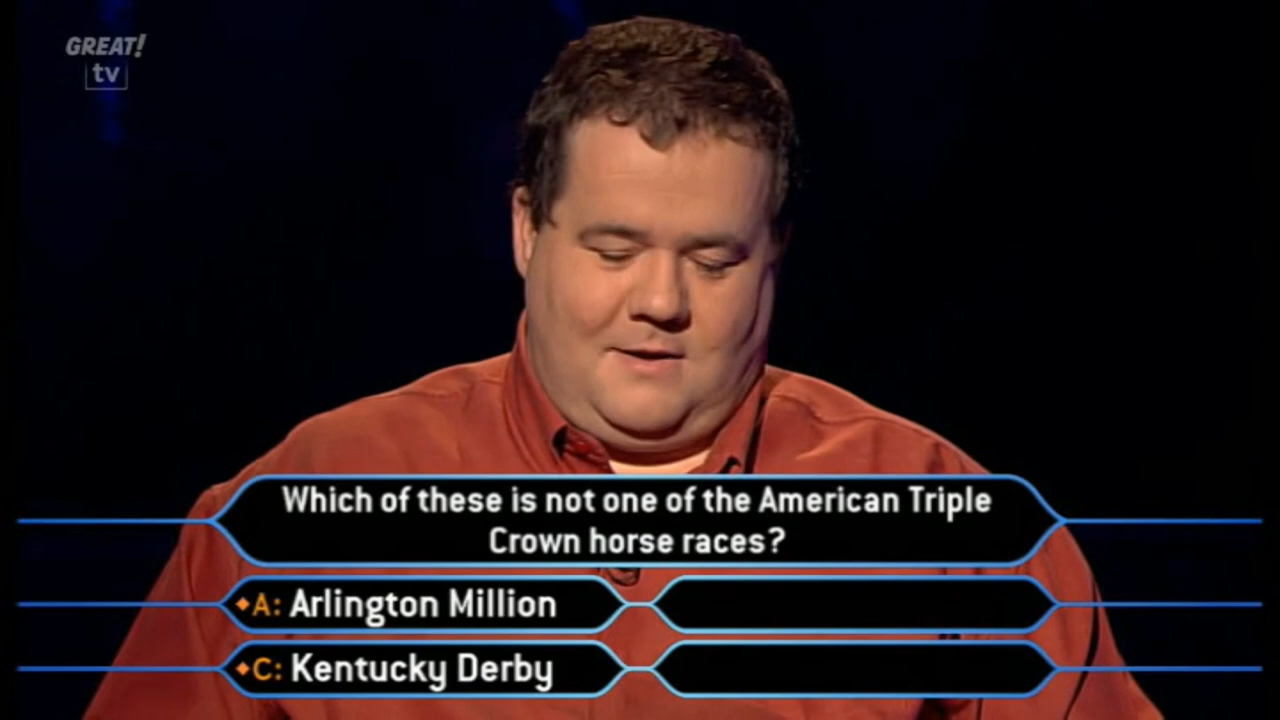 GREAT!
tv
Which of these is not one of the American Triple
Crown horse races?
A: Arlington Million
C: Kentucky Derby